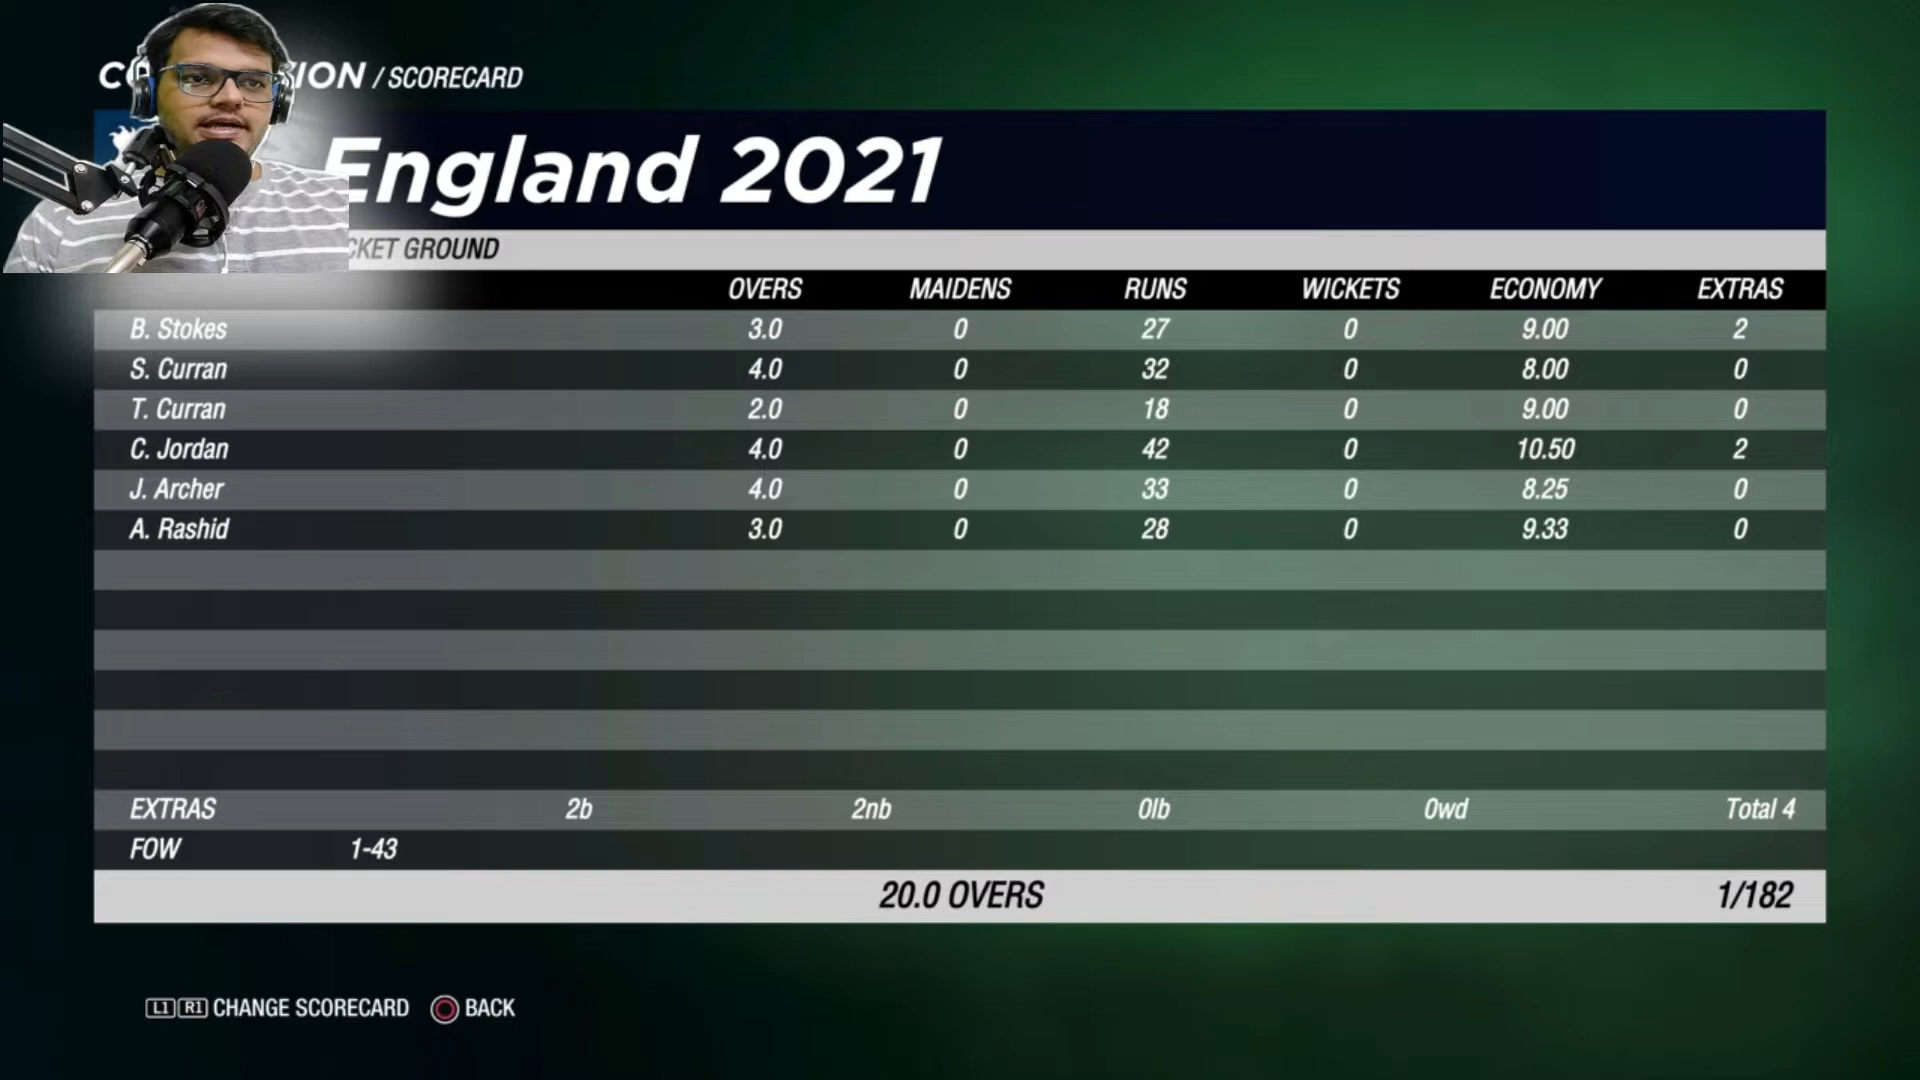 / SCORECARD
England 2021
GROUND
OVERS MAIDENS RUNS WICKETS ECONOMY EXTRAS
B. Stokes 3.0 0 27 0 9.00 2
S. Curran 4.0 0 32 0 8.00 0
T. Curran 2.0 0 18 0 9.00 0
C. Jordan 4.0 0 42 0 10.50 2
J. Archer 4.0 0 33 0 8.25 0
A. Rashid 3.0 0 28 0 9.33 0
EXTRAS 2b 2nb 0lb 0wd Total 4
FOW 1-43
20.0 OVERS 1/182
L1 R1 CHANGE SCORECARD BACK